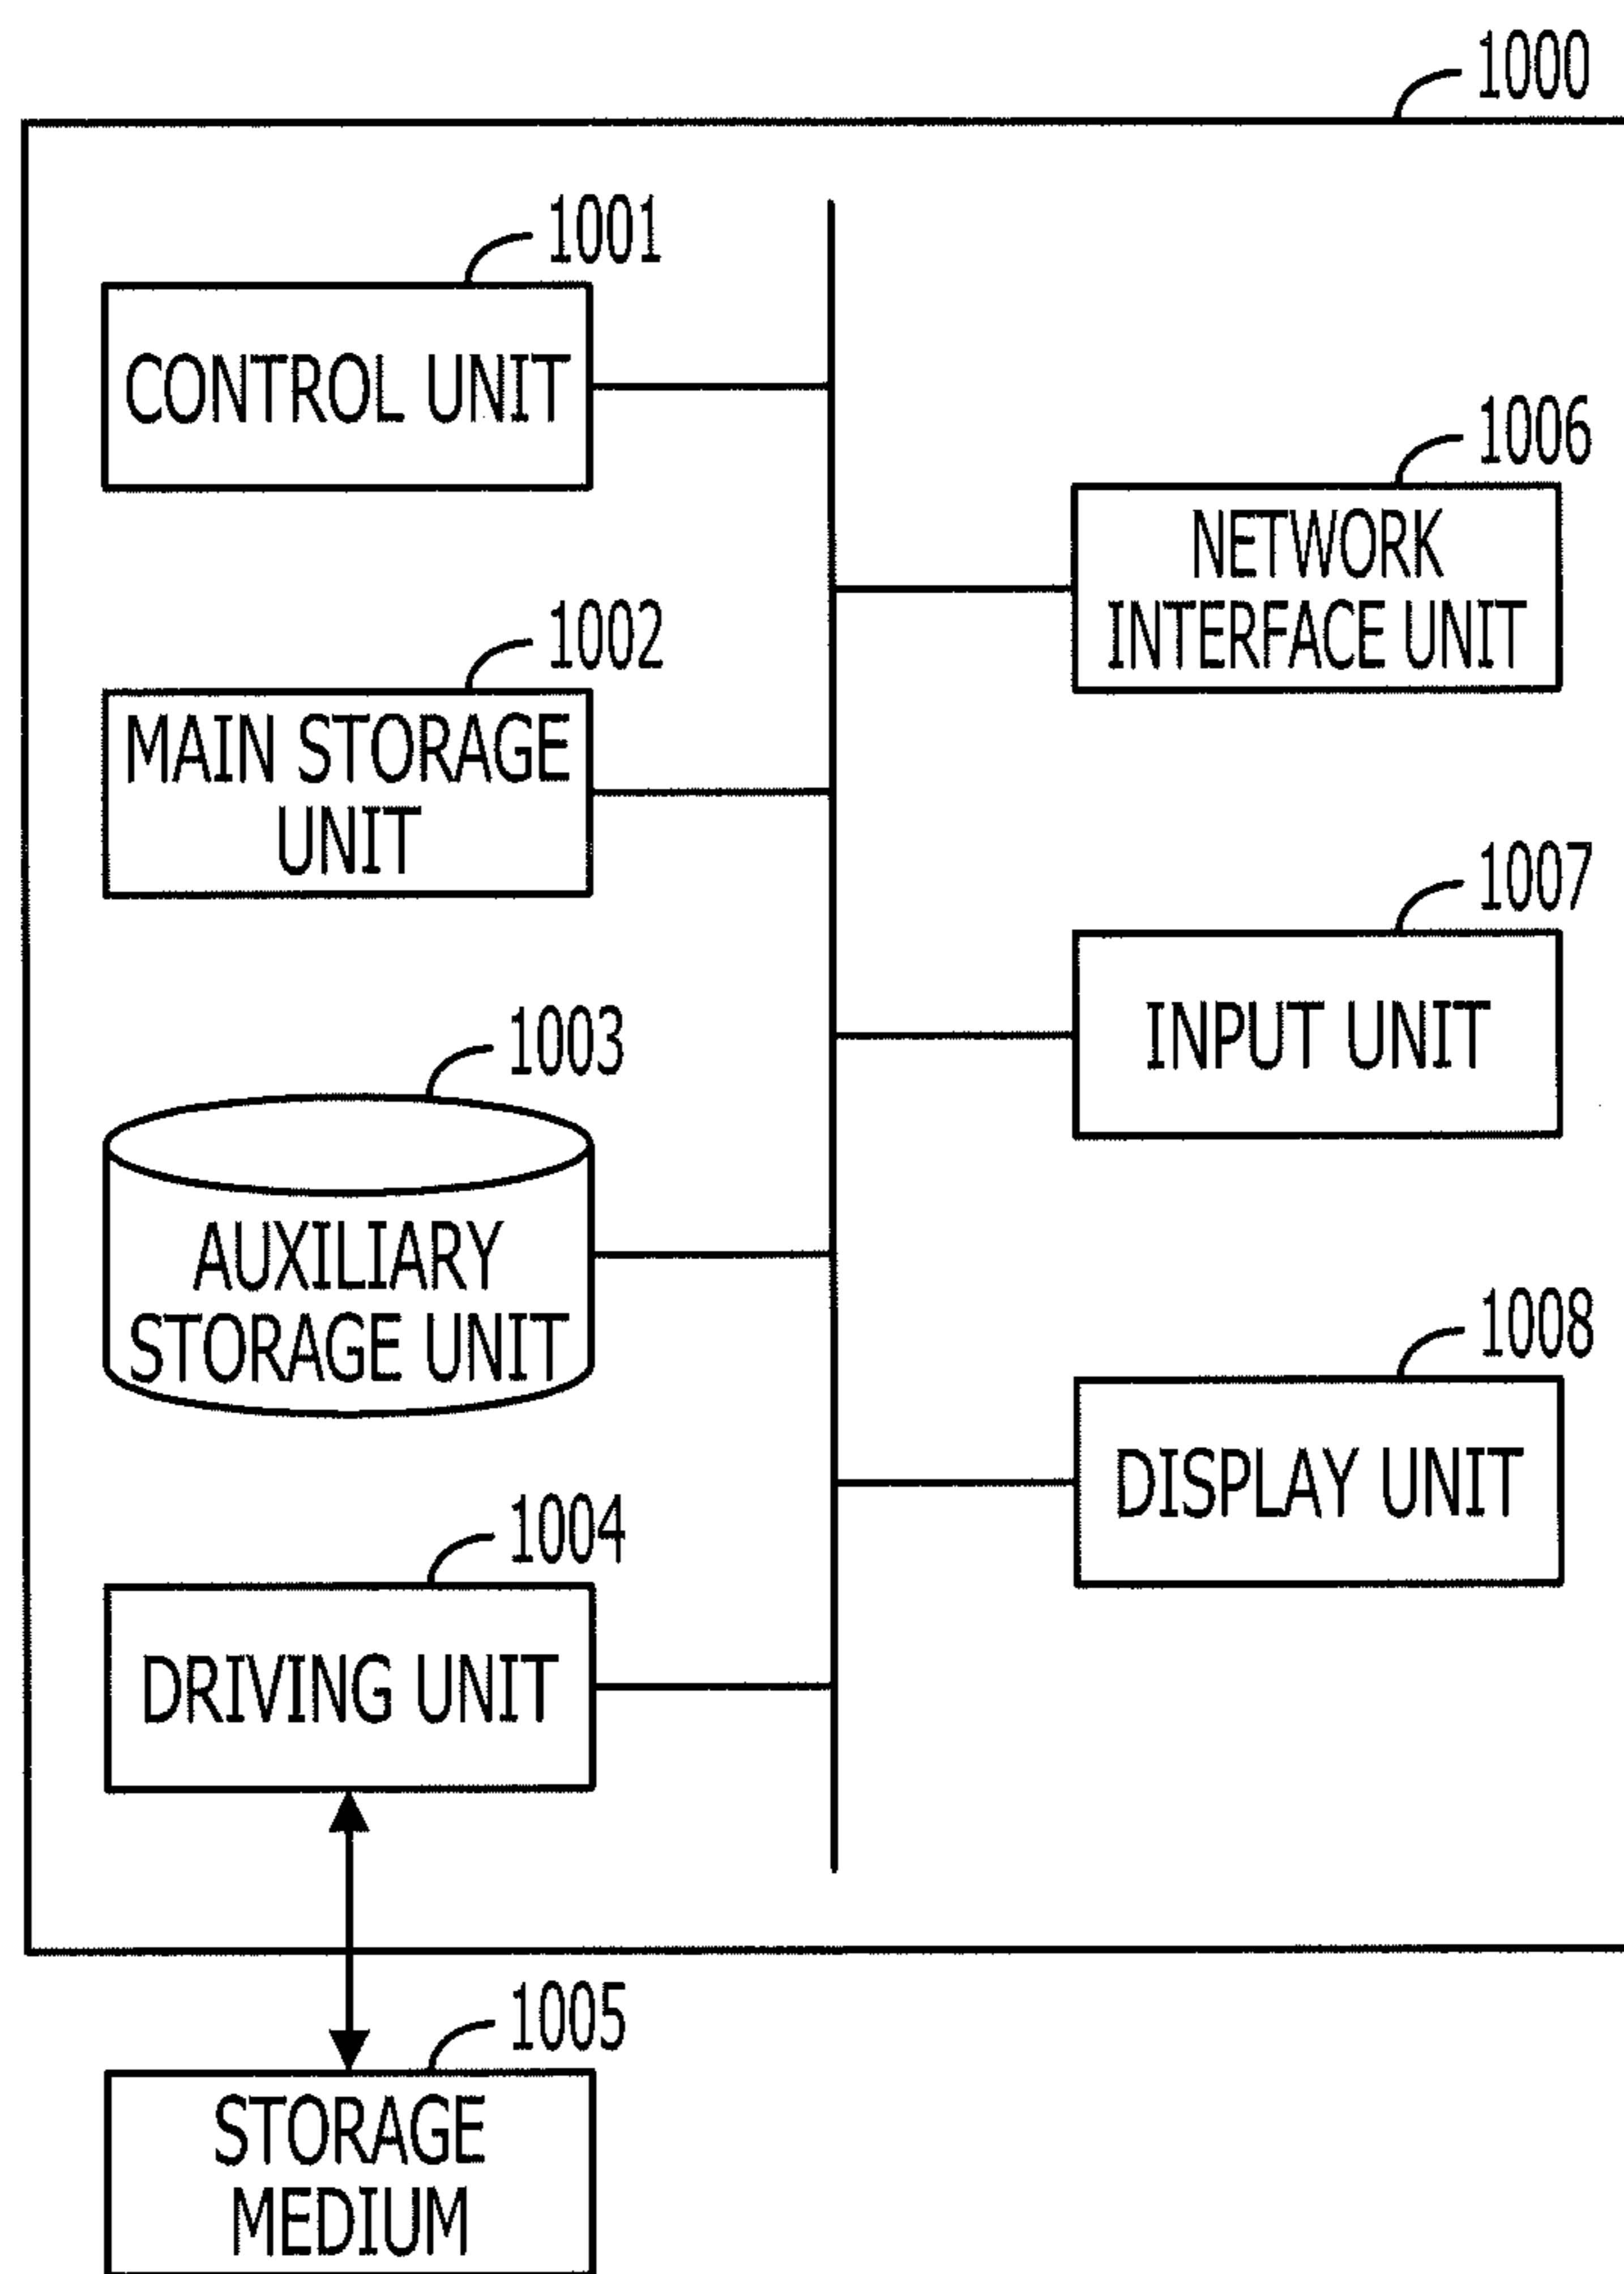 1000
1001
CONTROL UNIT
1006
NETWORK
INTERFACE UNIT
1002
MAIN STORAGE
UNIT
1007
INPUT UNIT
1003
AUXILIARY
STORAGE UNIT
1008
DISPLAY UNIT
1004
DRIVING UNIT
1005
STORAGE
MEDIUM